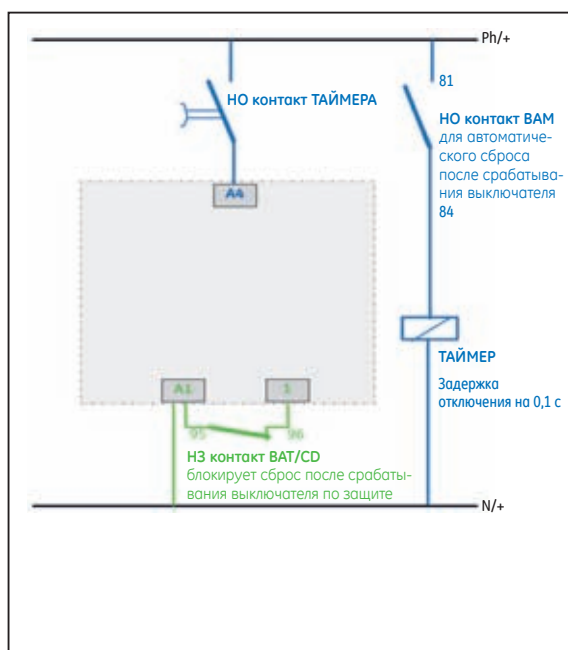 Ph/+
81
НО контакт ТАЙМЕРА
НО контакт BAM
для автоматиче-
ского сброса
после срабатыва-
ния выключателя
84
A4
ТАЙМЕР
Задержка
отключения на 0,1 с
A1
1
95
96
НЗ контакт BAT/CD
блокирует сброс после срабаты-
вания выключателя по защите
N/+